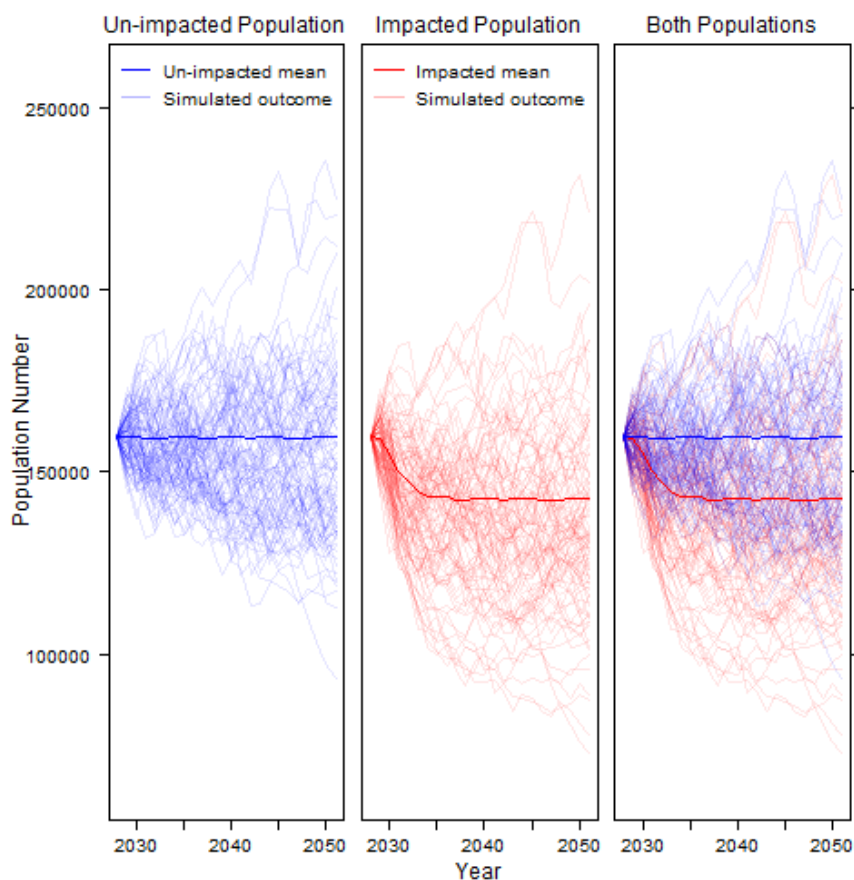 Un-impacted Population
Impacted Population
Both Populations
Un-impacted mean
Simulated outcome
Impacted mean
Simulated outcome
250000
200000
150000
100000
Population Number
2030
2040
2050
2030
2040
2050
2030
2040
2050
Year